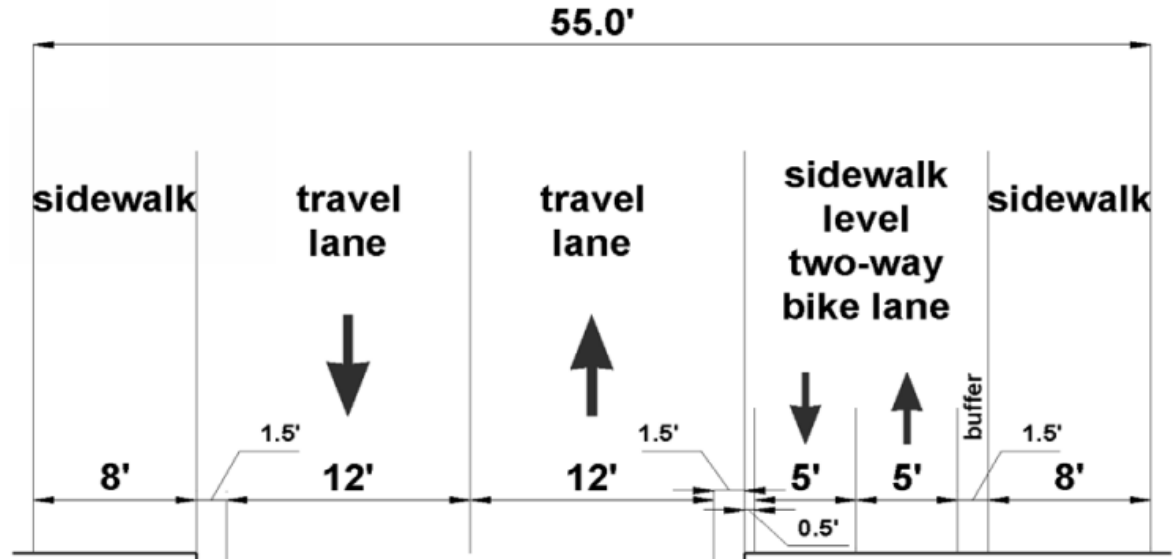 55.0'
sidewalk
travel
lane
travel
lane
sidewalk
level
two-way
bike lane
sidewalk
buffer
1.5'
1.5'
1.5'
8'
12'
12'
5'
5'
8'
0.5'